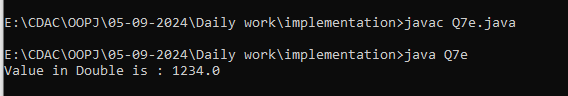 E:\CDAC\OOPJ\05-09-2024\Daily work\implementation>javac Q7e.java
E:\CDAC\OOPJ\05-09-2024\Daily work\implementation>java Q7e
Value in Double is : 1234.0